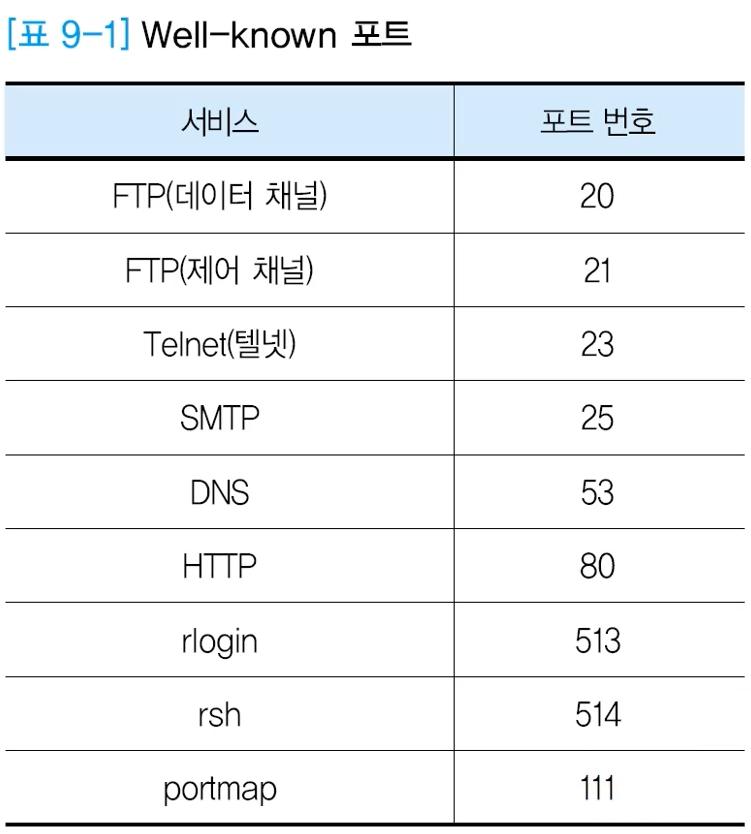 [표 9-1] Well-known 포트
서비스 포트 번호
FTP(데이터 채널) 20
FTP(제어 채널) 21
Telnet(텔넷) 23
SMTP 25
DNS 53
HTTP 80
rlogin 513
rsh 514
portmap 111